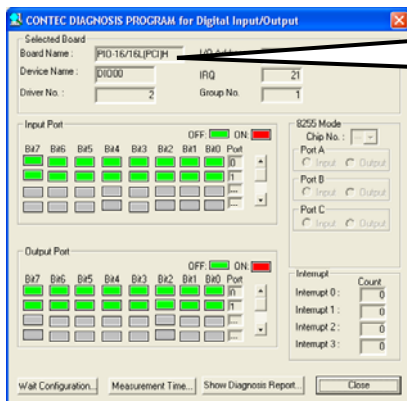 CONTEC DIAGNOSIS PROGRAM for Digital Input/Output
Selected Board
Board Name : PIO-16/16L(PCI)H I/O
Device Name : DIO00 IRQ 21
Driver No. : 2 Group No. 1
Input Port
OFF: ON:
Bit7 Bit6 Bit5 Bit4 Bit3 Bit2 Bit1 Bit0 Port
0
1
...
...
8255 Mode
Chip No. : --
Port A
Input Output
Port B
Input Output
Port C
Input Output
Output Port
OFF: ON:
Bit7 Bit6 Bit5 Bit4 Bit3 Bit2 Bit1 Bit0 Port
0
1
...
...
Interrupt
Count
Interrupt 0 : 0
Interrupt 1 : 0
Interrupt 2 : 0
Interrupt 3 : 0
Wait Configuration... Measurement Time... Show Diagnosis Report... Close